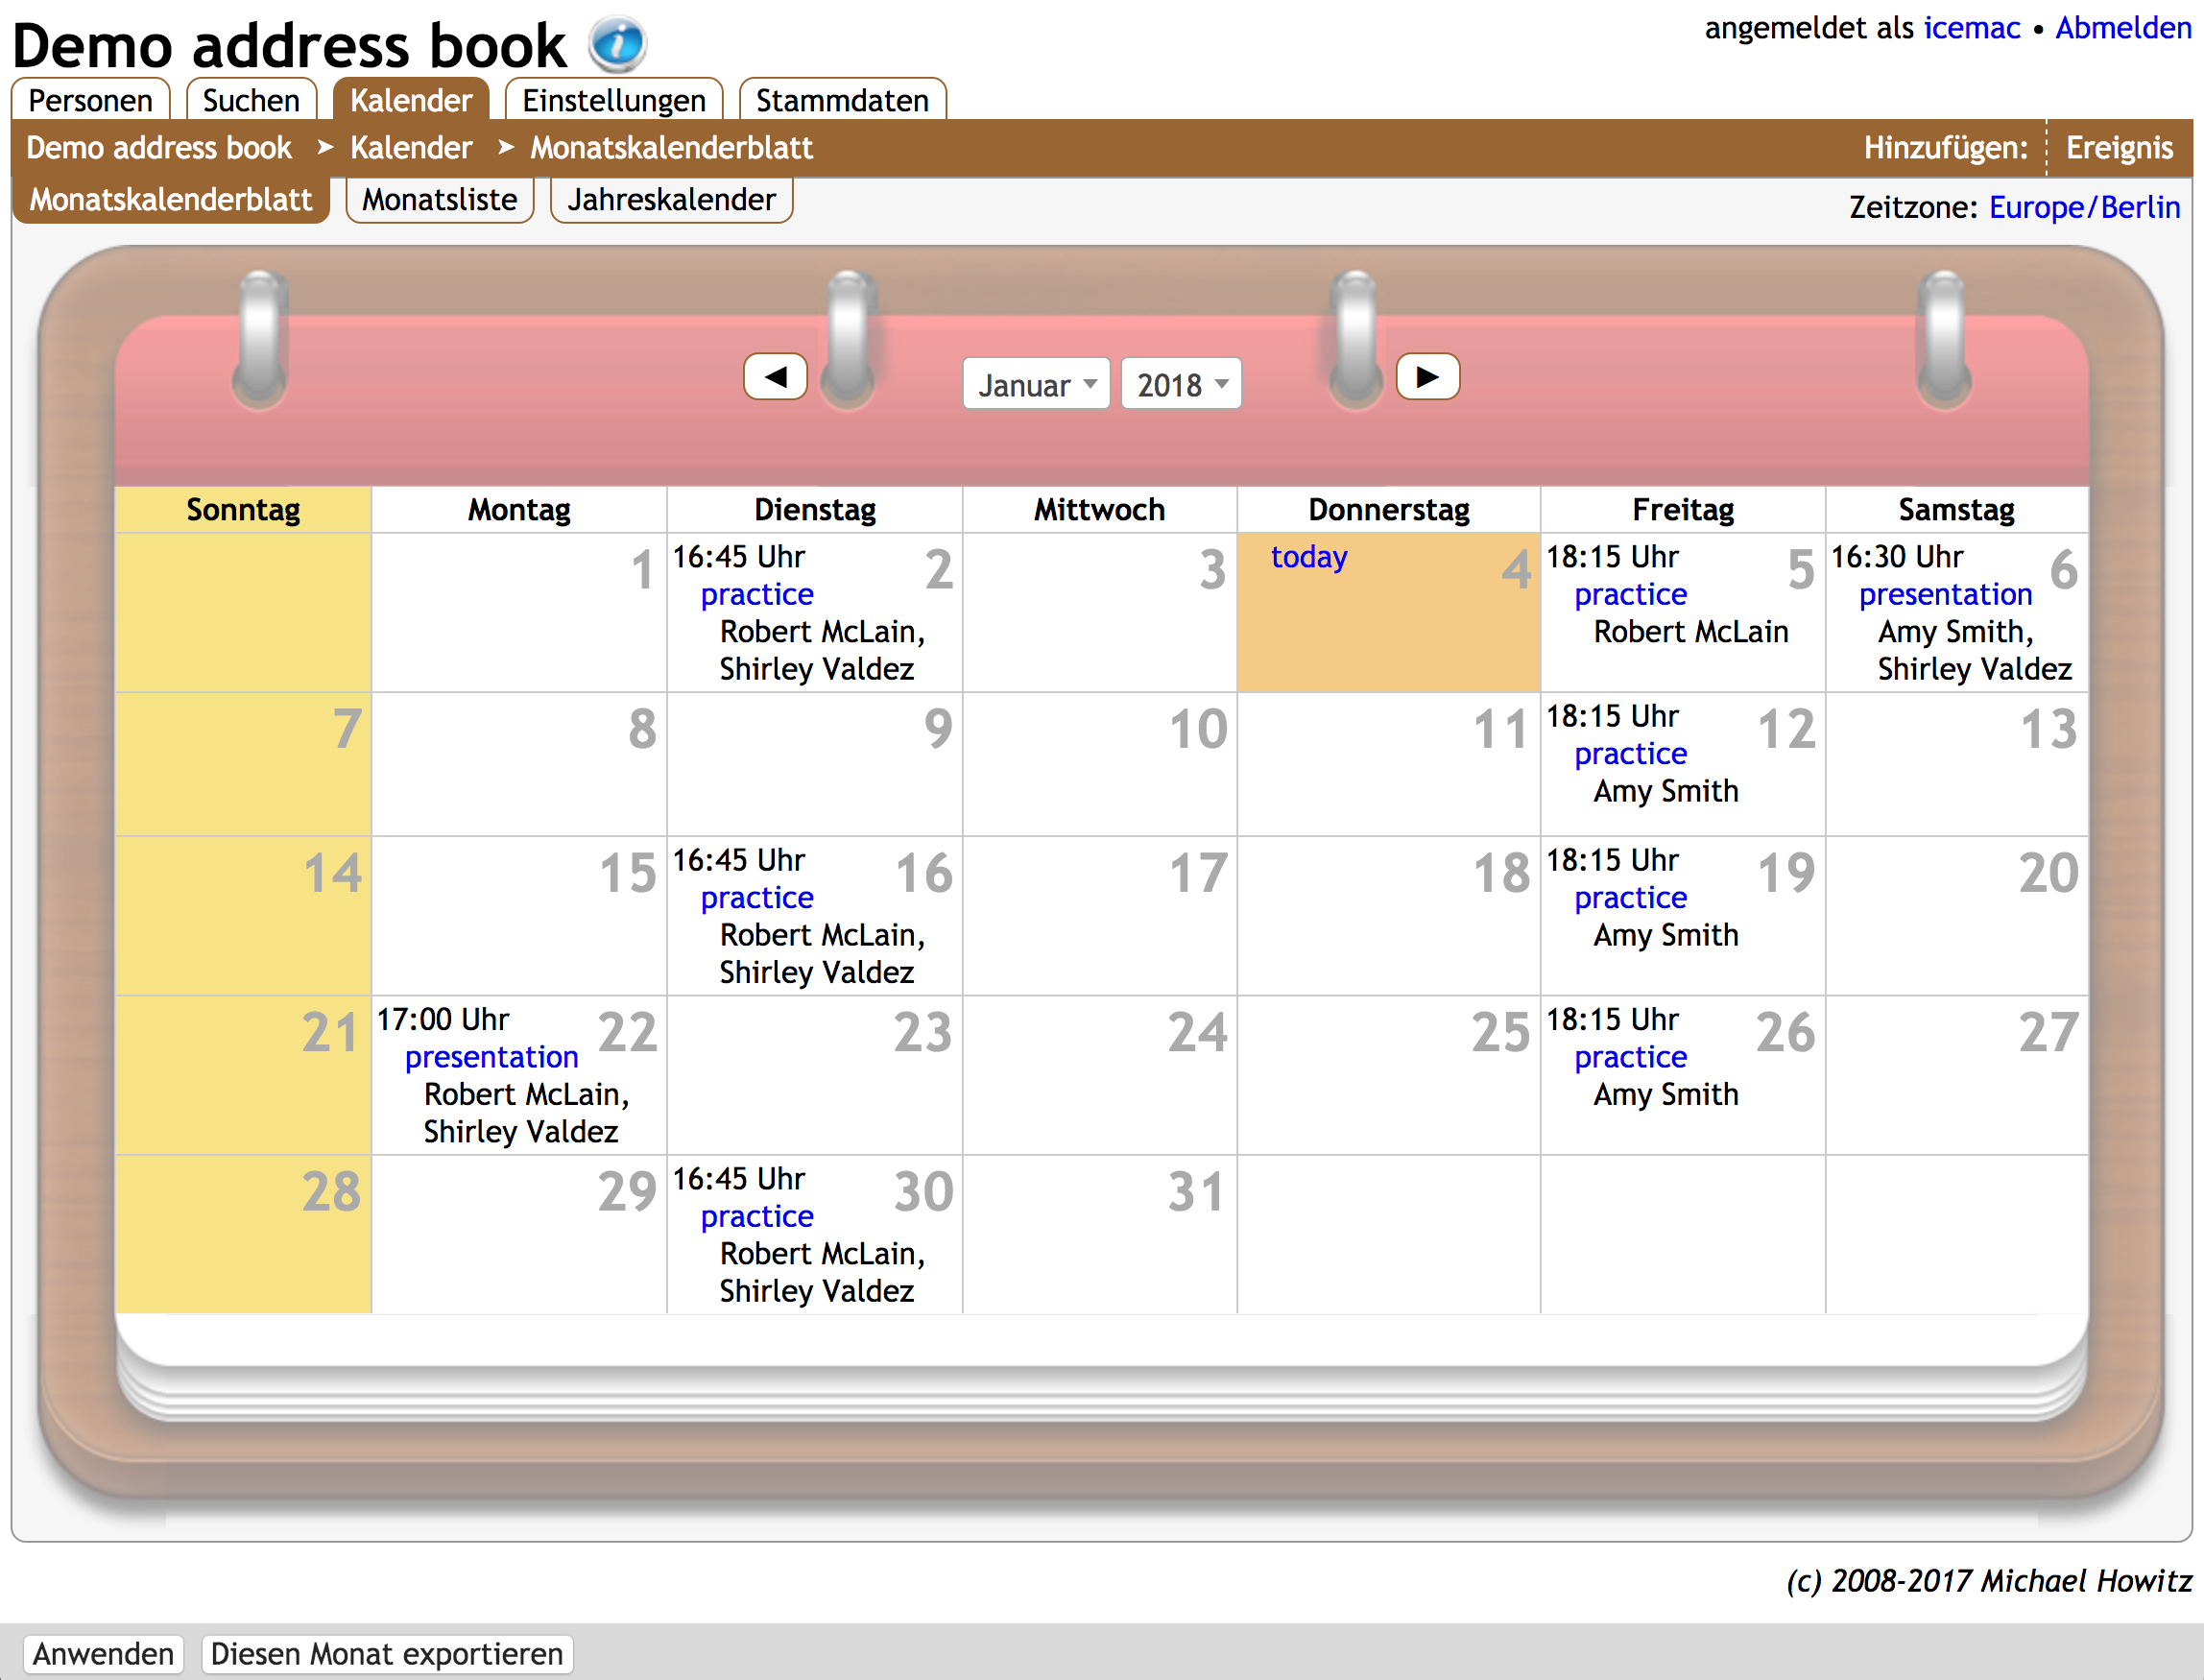 Demo address book
angemeldet als icemac • Abmelden
Personen
Suchen
Kalender
Einstellungen
Stammdaten
Demo address book ➤ Kalender ➤ Monatskalenderblatt
Hinzufügen: Ereignis
Monatskalenderblatt
Monatsliste
Jahreskalender
Zeitzone: Europe/Berlin
◀ Januar 2018 ▶
Sonntag Montag Dienstag Mittwoch Donnerstag Freitag Samstag
1
16:45 Uhr 2
practice
Robert McLain,
Shirley Valdez
3
today 4
18:15 Uhr 5
practice
Robert McLain
16:30 Uhr 6
presentation
Amy Smith,
Shirley Valdez
7
8
9
10
11
18:15 Uhr 12
practice
Amy Smith
13
14
15
16:45 Uhr 16
practice
Robert McLain,
Shirley Valdez
17
18
18:15 Uhr 19
practice
Amy Smith
20
21
17:00 Uhr 22
presentation
Robert McLain,
Shirley Valdez
23
24
25
18:15 Uhr 26
practice
Amy Smith
27
28
29
16:45 Uhr 30
practice
Robert McLain,
Shirley Valdez
31
(c) 2008-2017 Michael Howitz
Anwenden
Diesen Monat exportieren